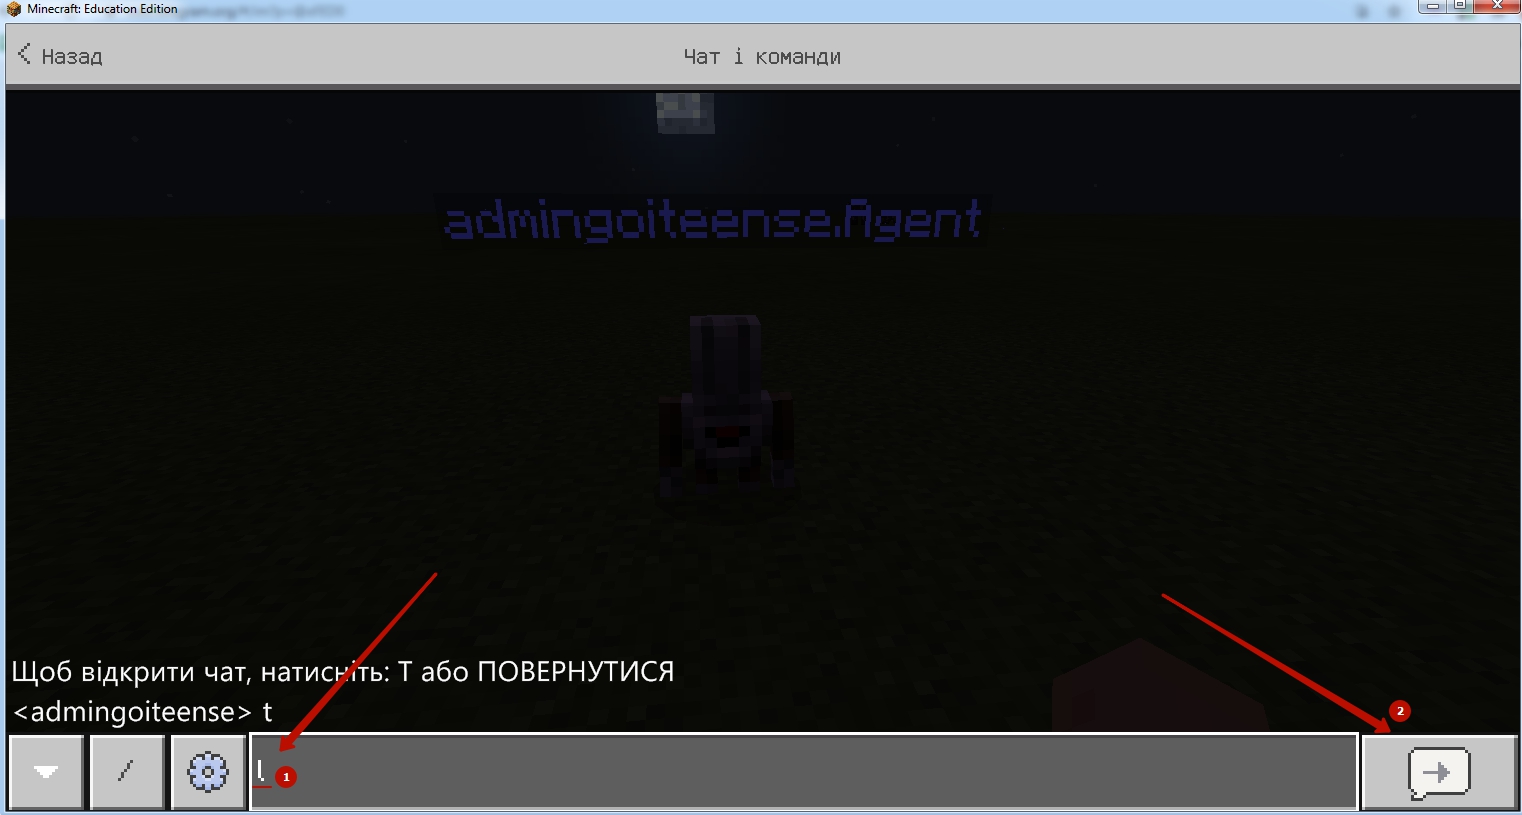 Minecraft: Education Edition
Назад
Чат і команди
admingoiteense.Agent
Щоб відкрити чат, натисніть: T або ПОВЕРНУТИСЯ
<admingoiteense> t
/
l
1
2